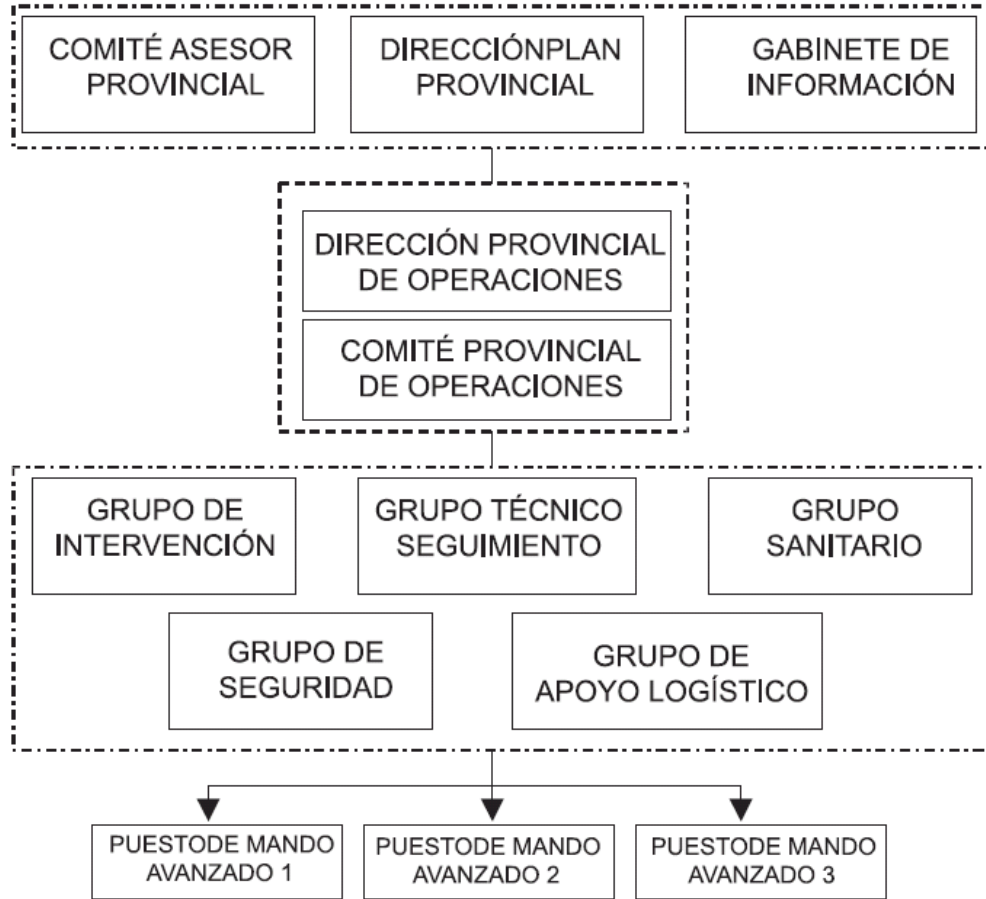 COMITÉ ASESOR
PROVINCIAL
DIRECCIÓNPLAN
PROVINCIAL
GABINETE DE
INFORMACIÓN
DIRECCIÓN PROVINCIAL
DE OPERACIONES
COMITÉ PROVINCIAL
DE OPERACIONES
GRUPO DE
INTERVENCIÓN
GRUPO TÉCNICO
SEGUIMIENTO
GRUPO
SANITARIO
GRUPO DE
SEGURIDAD
GRUPO DE
APOYO LOGÍSTICO
PUESTODE MANDO
AVANZADO 1
PUESTODE MANDO
AVANZADO 2
PUESTODE MANDO
AVANZADO 3